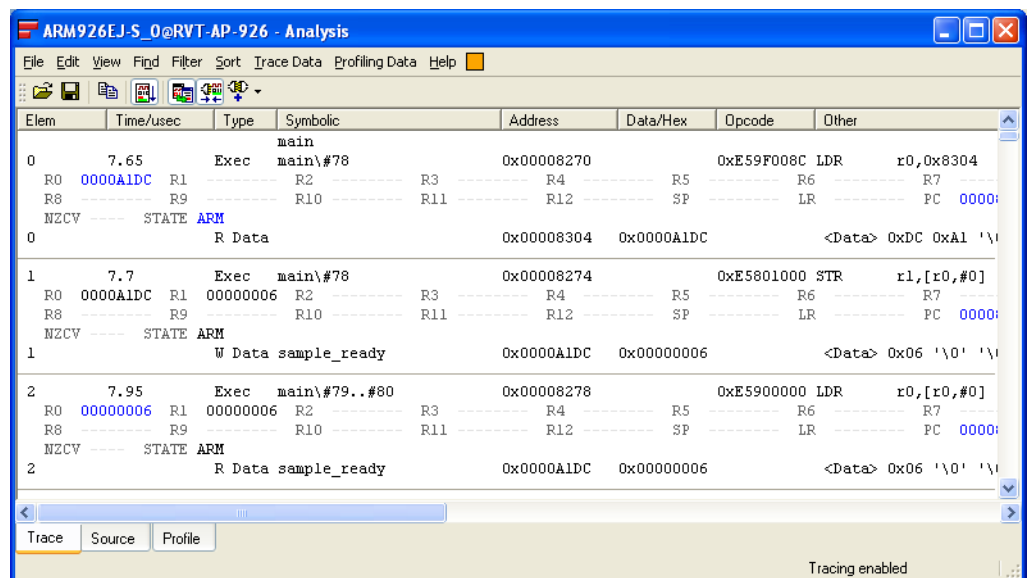 ARM926EJ-S_0@RVT-AP-926 - Analysis
File Edit View Find Filter Sort Trace Data Profiling Data Help
Elem Time/usec Type Symbolic Address Data/Hex Opcode Other
main
0 7.65 Exec main\#78 0x00008270 0xE59F008C LDR r0,0x8304
R0 0000A1DC R1 -------- R2 -------- R3 -------- R4 -------- R5 -------- R6 -------- R7
R8 -------- R9 -------- R10 -------- R11 -------- R12 -------- SP -------- LR -------- PC 0000
NZCV ---- STATE ARM
0 R Data 0x00008304 0x0000A1DC <Data> 0xDC 0xA1 '\
1 7.7 Exec main\#78 0x00008274 0xE5801000 STR r1,[r0,#0]
R0 0000A1DC R1 00000006 R2 -------- R3 -------- R4 -------- R5 -------- R6 -------- R7
R8 -------- R9 -------- R10 -------- R11 -------- R12 -------- SP -------- LR -------- PC 0000
NZCV ---- STATE ARM
1 W Data sample_ready 0x0000A1DC 0x00000006 <Data> 0x06 '\0' '\
2 7.95 Exec main\#79..#80 0x00008278 0xE5900000 LDR r0,[r0,#0]
R0 00000006 R1 00000006 R2 -------- R3 -------- R4 -------- R5 -------- R6 -------- R7
R8 -------- R9 -------- R10 -------- R11 -------- R12 -------- SP -------- LR -------- PC 0000
NZCV ---- STATE ARM
2 R Data sample_ready 0x0000A1DC 0x00000006 <Data> 0x06 '\0' '\
Trace Source Profile
Tracing enabled